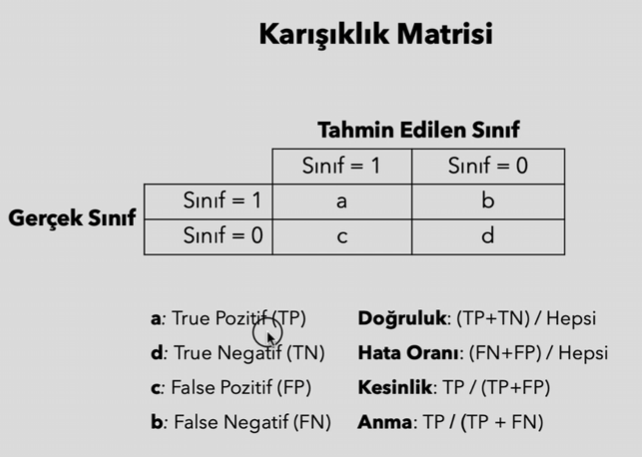 Karışıklık Matrisi
Tahmin Edilen Sınıf
Sınıf = 1 Sınıf = 0
Gerçek Sınıf
Sınıf = 1 a b
Sınıf = 0 c d
a: True Pozitif (TP) Doğruluk: (TP+TN) / Hepsi
d: True Negatif (TN) Hata Oranı: (FN+FP) / Hepsi
c: False Pozitif (FP) Kesinlik: TP / (TP+FP)
b: False Negatif (FN) Anma: TP / (TP + FN)